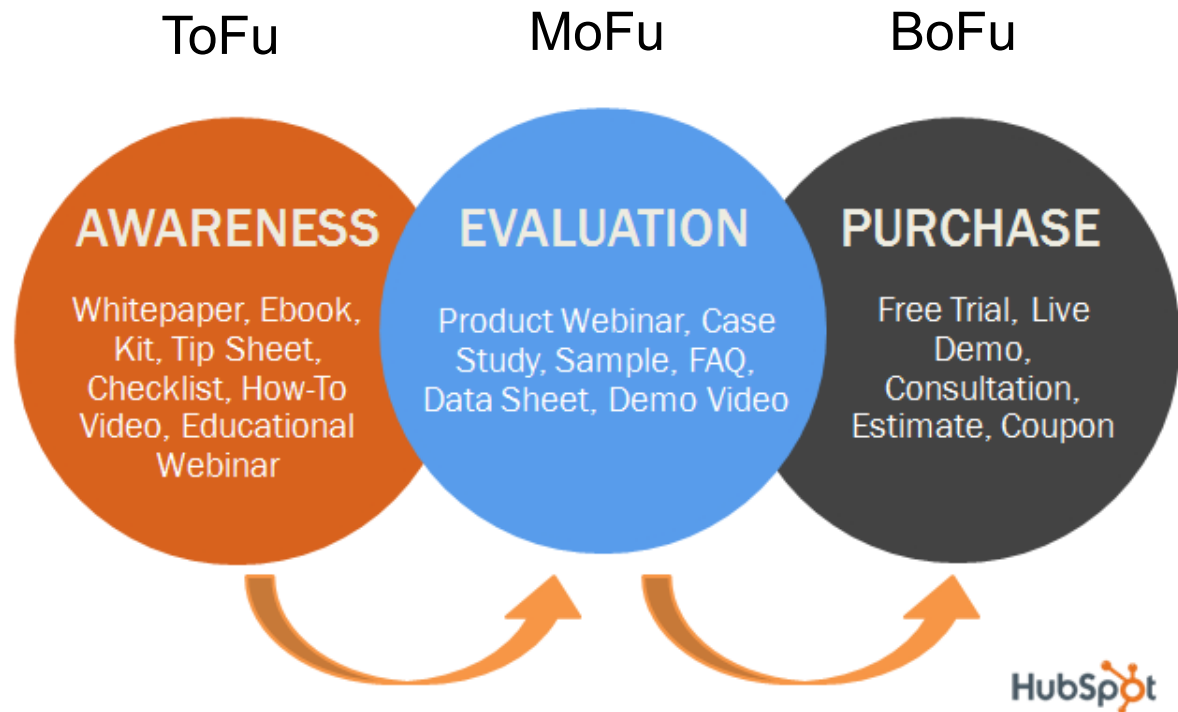 ToFu
MoFu
BoFu
AWARENESS
Whitepaper, Ebook,
Kit, Tip Sheet,
Checklist, How-To
Video, Educational
Webinar
EVALUATION
Product Webinar, Case
Study, Sample, FAQ,
Data Sheet, Demo Video
PURCHASE
Free Trial, Live
Demo,
Consultation,
Estimate, Coupon
HubSpot